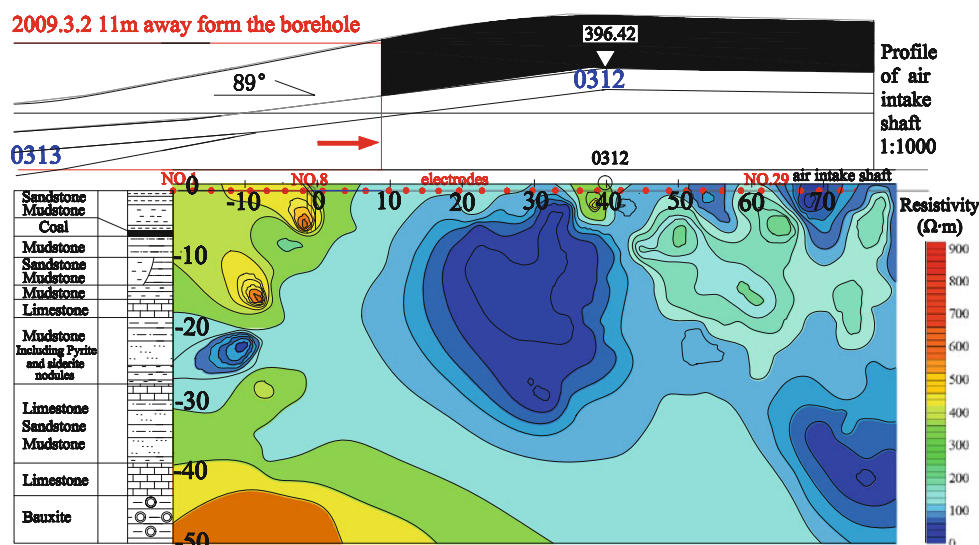 2009.3.2 11m away form the borehole
396.42
89°
0312
0313
0312
Profile
of air
intake
shaft
1:1000
NO.1
NO.8
electrodes
NO.29
air intake shaft
0
-10
0
10
20
30
40
50
60
70
-10
-20
-30
-40
-50
Sandstone
Mudstone
Coal
Mudstone
Sandstone
Mudstone
Mudstone
Limestone
Mudstone
Including Pyrite
and siderite
nodules
Limestone
Sandstone
Mudstone
Limestone
Bauxite
Resistivity
(Ω·m)
900
800
700
600
500
400
300
200
100
0